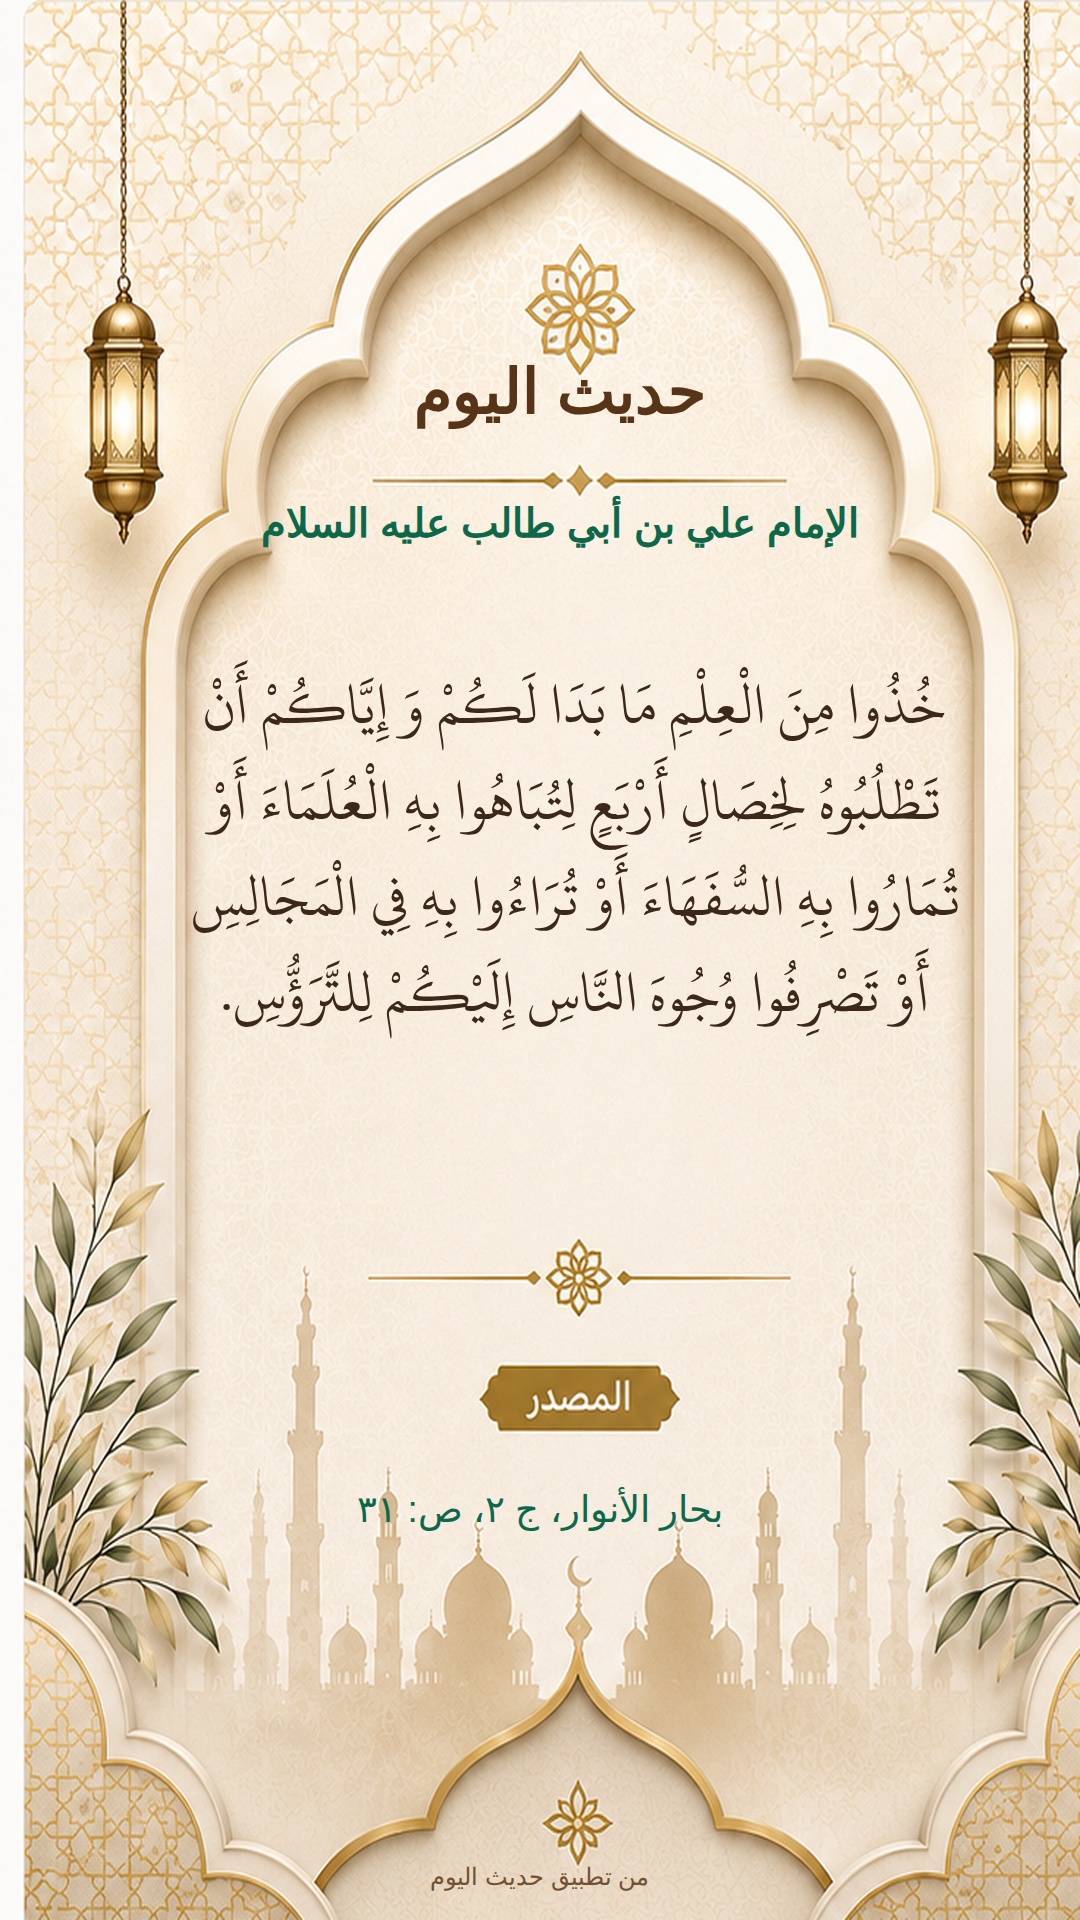 حديث اليوم
الإمام علي بن أبي طالب عليه السلام
خُذُوا مِنَ الْعِلْمِ مَا بَدَا لَكُمْ وَ إِيَّاكُمْ أَنْ
تَطْلُبُوهُ لِخِصَالٍ أَرْبَعٍ لِتُبَاهُوا بِهِ الْعُلَمَاءَ أَوْ
تُمَارُوا بِهِ السُّفَهَاءَ أَوْ تُرَاءُوا بِهِ فِي الْمَجَالِسِ
أَوْ تَصْرِفُوا وُجُوهَ النَّاسِ إِلَيْكُمْ لِلتَّرَؤُّسِ.
المصدر
بحار الأنوار، ج ٢، ص: ٣١
من تطبيق حديث اليوم